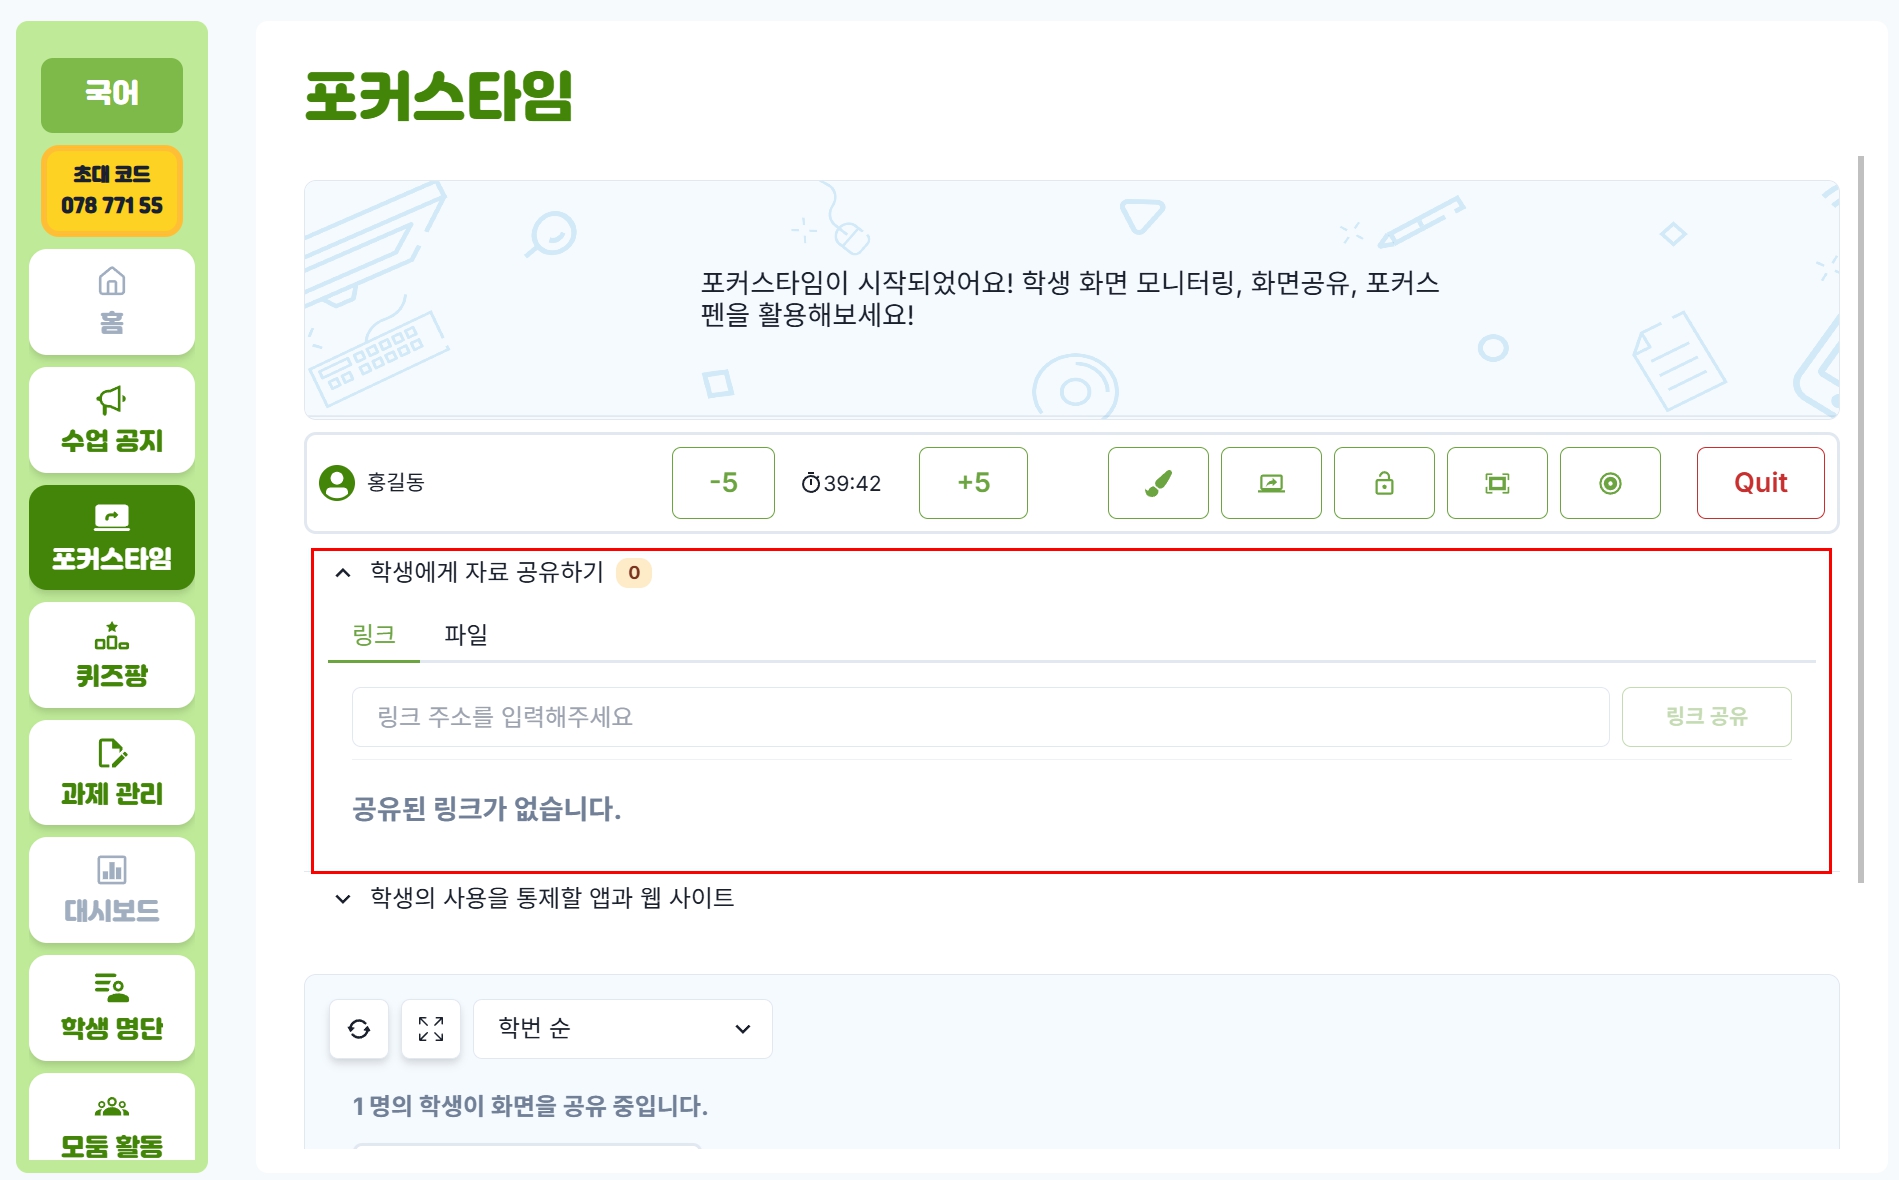 국어
초대 코드
078 771 55
홈
수업 공지
포커스타임
퀴즈팡
과제 관리
대시보드
학생 명단
모둠 활동
포커스타임
포커스타임이 시작되었어요! 학생 화면 모니터링, 화면공유, 포커스
펜을 활용해보세요!
홍길동
-5
39:42
+5
Quit
학생에게 자료 공유하기 0
링크 파일
링크 주소를 입력해주세요
링크 공유
공유된 링크가 없습니다.
학생의 사용을 통제할 앱과 웹 사이트
학번 순
1 명의 학생이 화면을 공유 중입니다.